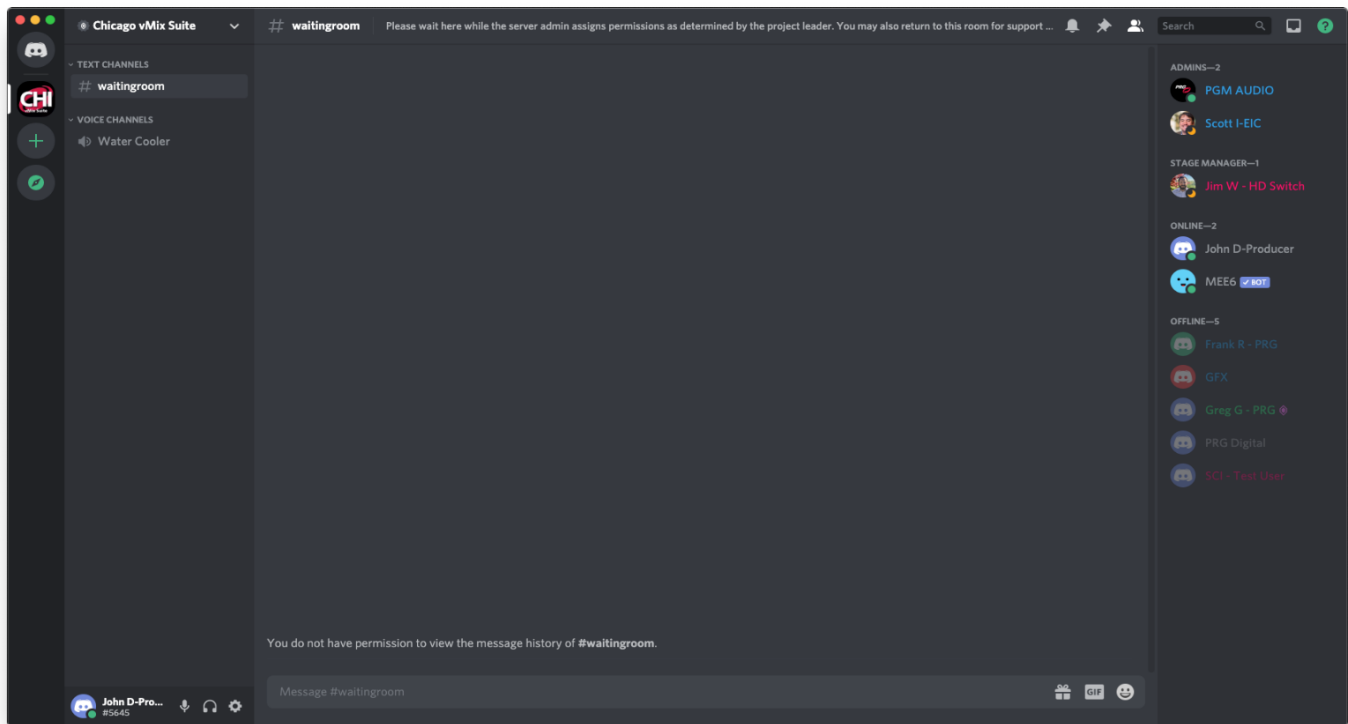 Chicago vMix Suite
# waitingroom
Please wait here while the server admin assigns permissions as determined by the project leader. You may also return to this room for support ...
Search
CHI
vMix Suite
TEXT CHANNELS
# waitingroom
VOICE CHANNELS
Water Cooler
You do not have permission to view the message history of #waitingroom.
Message #waitingroom
GIF
John D-Pro...
#5645
ADMINS—2
PGM AUDIO
Scott I-EIC
STAGE MANAGER—1
Jim W - HD Switch
ONLINE—2
John D-Producer
MEE6 ✓ BOT
OFFLINE—5
Frank R - PRG
GFX
Greg G - PRG
PRG Digital
SCI - Test User